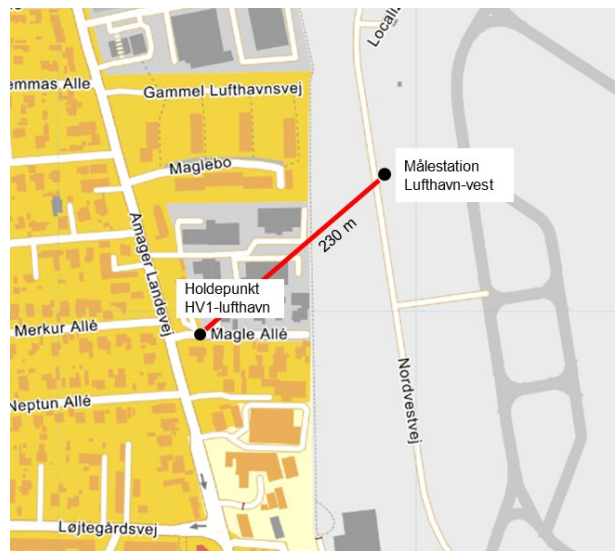 Locali
emmas Alle
Gammel Lufthavnsvej
Maglebo
Målestation
Lufthavn-vest
230 m
Amager Landevej
Holdepunkt
HV1-lufthavn
Merkur Allé
Magle Allé
Nordvestvej
Neptun Allé
Løjtegårdsvej